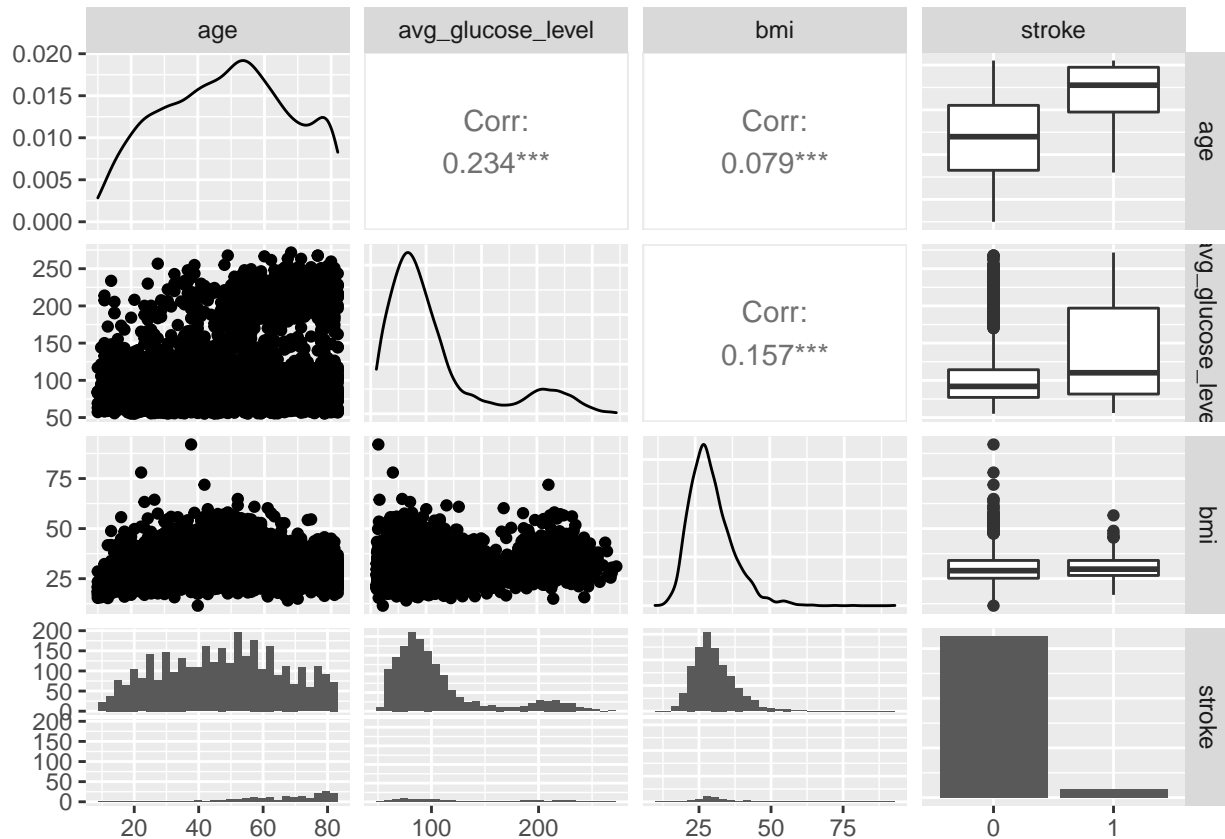 age avg_glucose_level bmi stroke
0.020
0.015
0.010
0.005
0.000
Corr:
0.234***
Corr:
0.079***
age
250
200
150
100
50
Corr:
0.157***
avg_glucose_leve
75
50
25
bmi
200
150
100
50
0
200
150
100
50
0
stroke
20 40 60 80 100 200 25 50 75 0 1